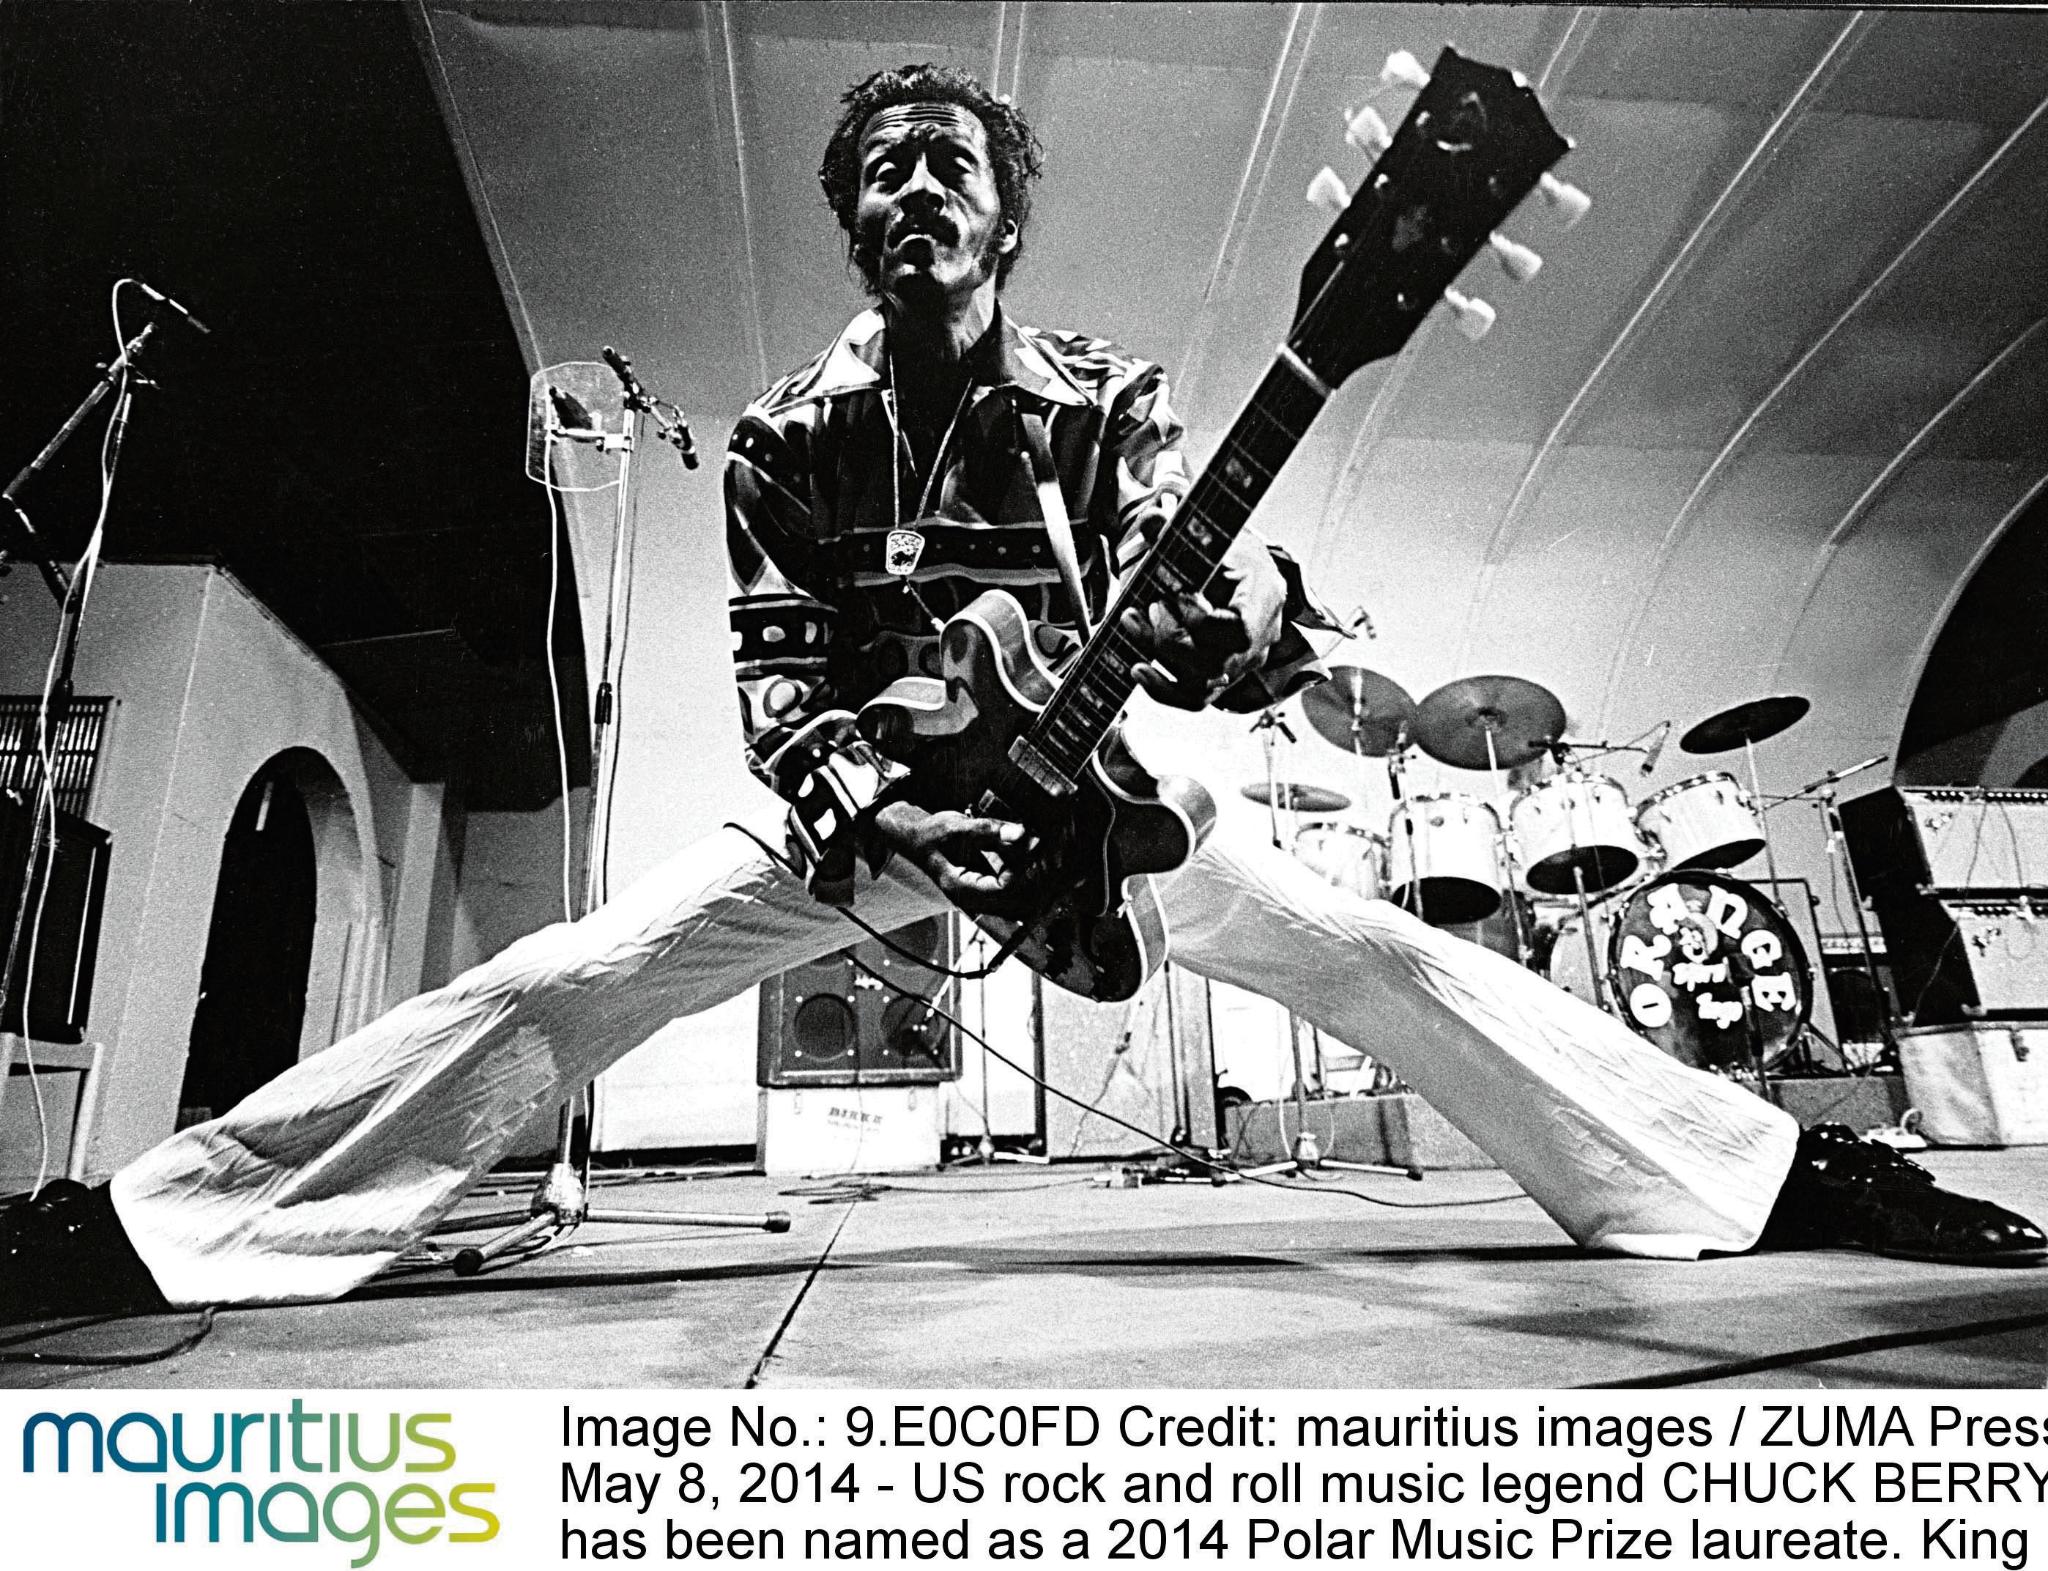 ORANGE
mauritius
images
Image No.: 9.E0C0FD Credit: mauritius images / ZUMA Press
May 8, 2014 - US rock and roll music legend CHUCK BERRY
has been named as a 2014 Polar Music Prize laureate. King